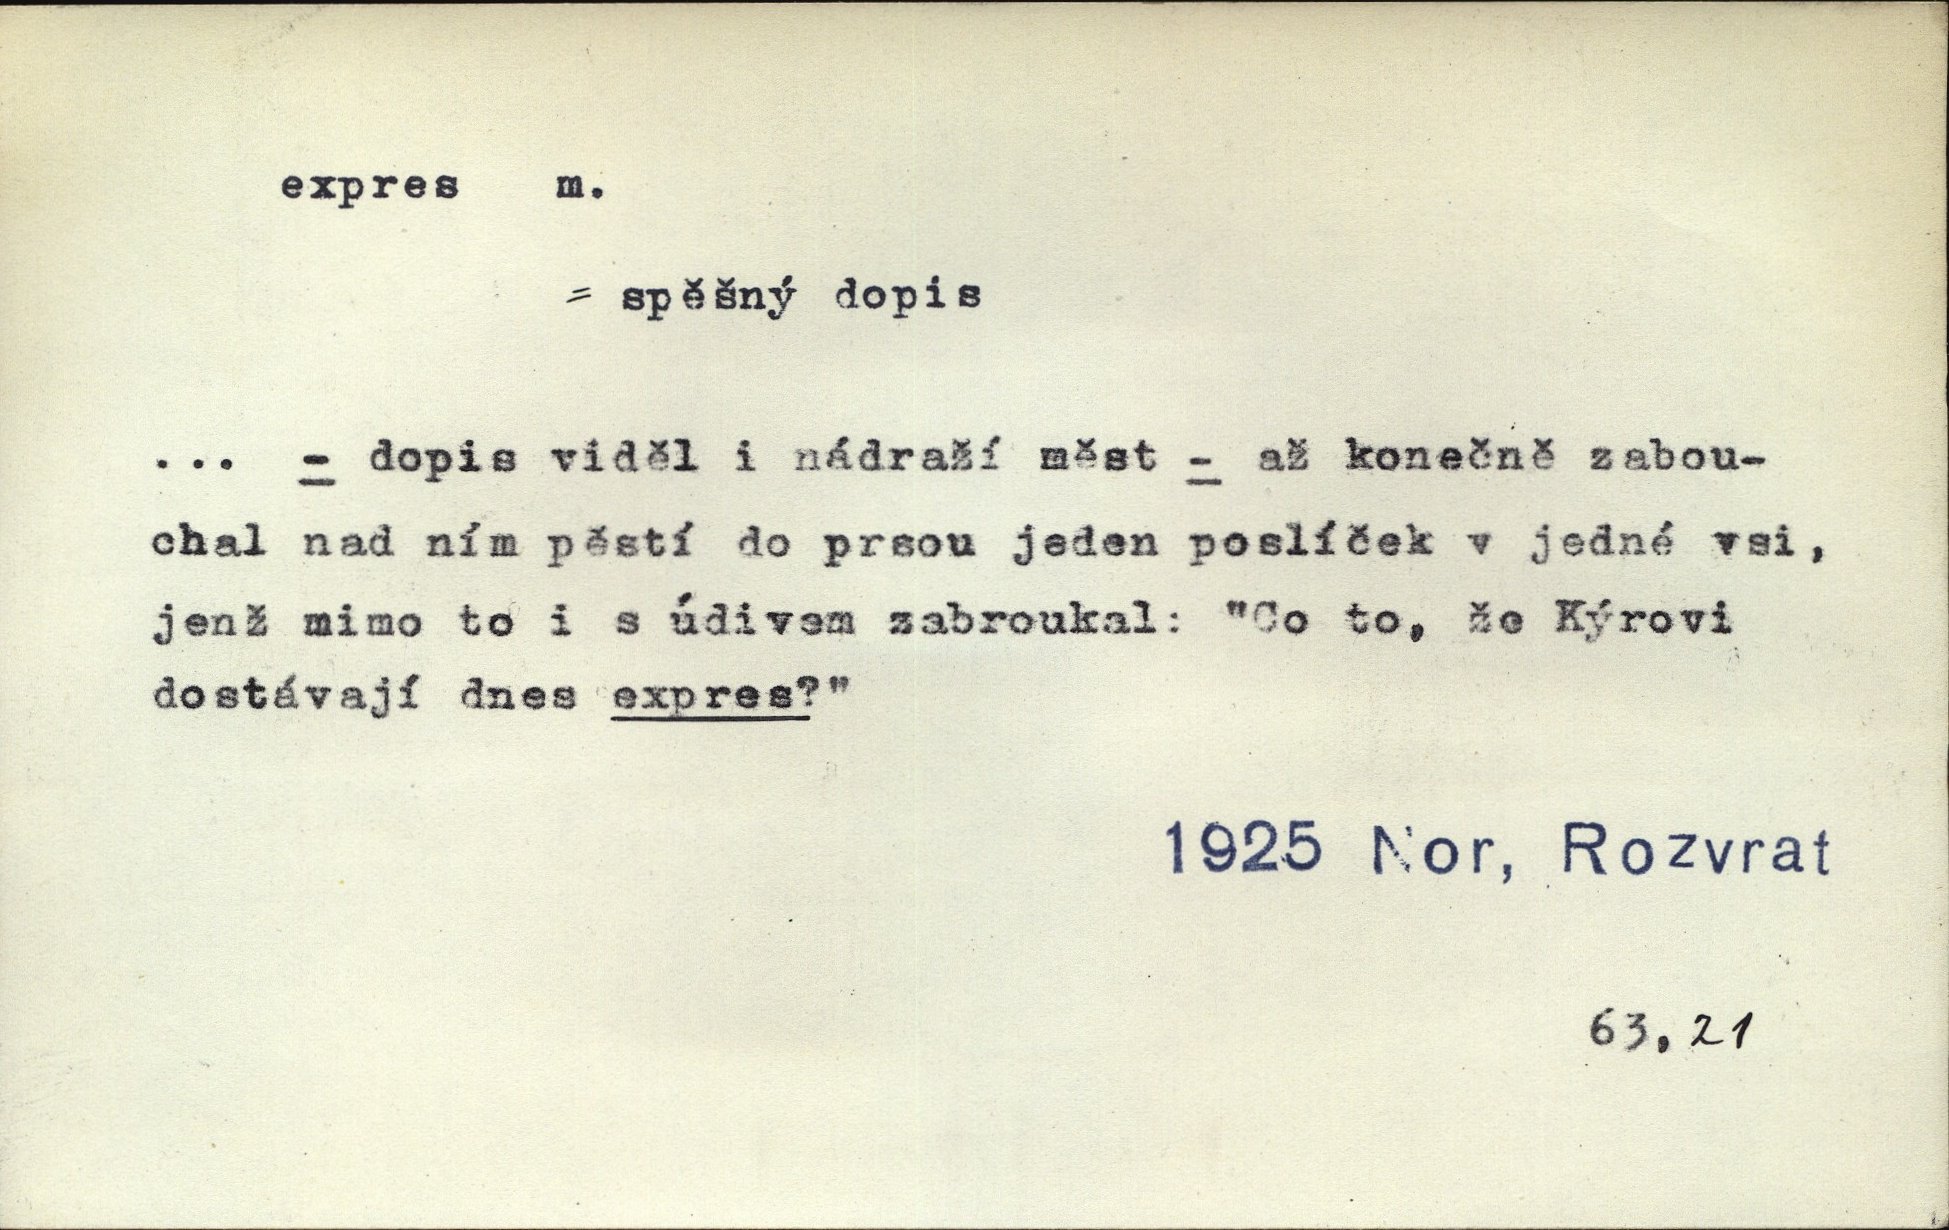 expres m.
= spěšný dopis
... - dopis viděl i nádraží měst - až konečně zabou-
chal nad ním pěstí do prsou jeden poslíček v jedné vsi,
jenž mimo to i s údivem zabroukal: "Co to, že Kýrovi
dostávají dnes expres?"
1925 Nor, Rozvrat
63,21